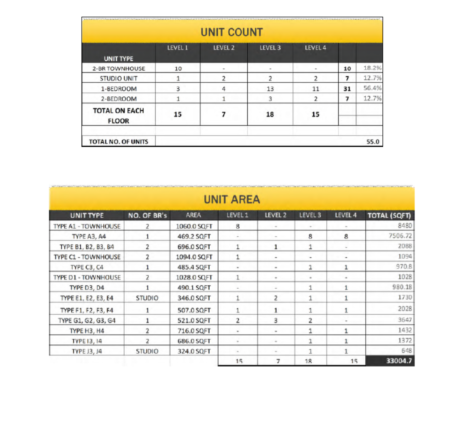 UNIT COUNT
LEVEL 1 LEVEL 2 LEVEL 3 LEVEL 4
UNIT TYPE
2-BR TOWNHOUSE 10 - - - 10 18.2%
STUDIO UNIT 1 2 2 2 7 12.7%
1-BEDROOM 3 4 13 11 31 56.4%
2-BEDROOM 1 1 3 2 7 12.7%
TOTAL ON EACH FLOOR 15 7 18 15
TOTAL NO. OF UNITS 55.0
UNIT AREA
UNIT TYPE NO. OF BR's AREA LEVEL 1 LEVEL 2 LEVEL 3 LEVEL 4 TOTAL (SQFT)
TYPE A1 - TOWNHOUSE 2 1060.0 SQFT 8 - - - 8480
TYPE A3, A4 1 469.2 SQFT - - 8 8 7506.72
TYPE B1, B2, B3, B4 2 696.0 SQFT 1 1 1 - 2088
TYPE C1 - TOWNHOUSE 2 1094.0 SQFT 1 - - - 1094
TYPE C3, C4 1 485.4 SQFT - - 1 1 970.8
TYPE D1 - TOWNHOUSE 2 1028.0 SQFT 1 - - - 1028
TYPE D3, D4 1 490.1 SQFT - - 1 1 980.18
TYPE E1, E2, E3, E4 STUDIO 346.0 SQFT 1 2 1 1 1730
TYPE F1, F2, F3, F4 1 507.0 SQFT 1 1 1 1 2028
TYPE G1, G2, G3, G4 1 521.0 SQFT 2 3 2 - 3647
TYPE H3, H4 2 716.0 SQFT - - 1 1 1432
TYPE I3, I4 2 686.0 SQFT - - 1 1 1372
TYPE J3, J4 STUDIO 324.0 SQFT - - 1 1 648
15 7 18 15 33004.7